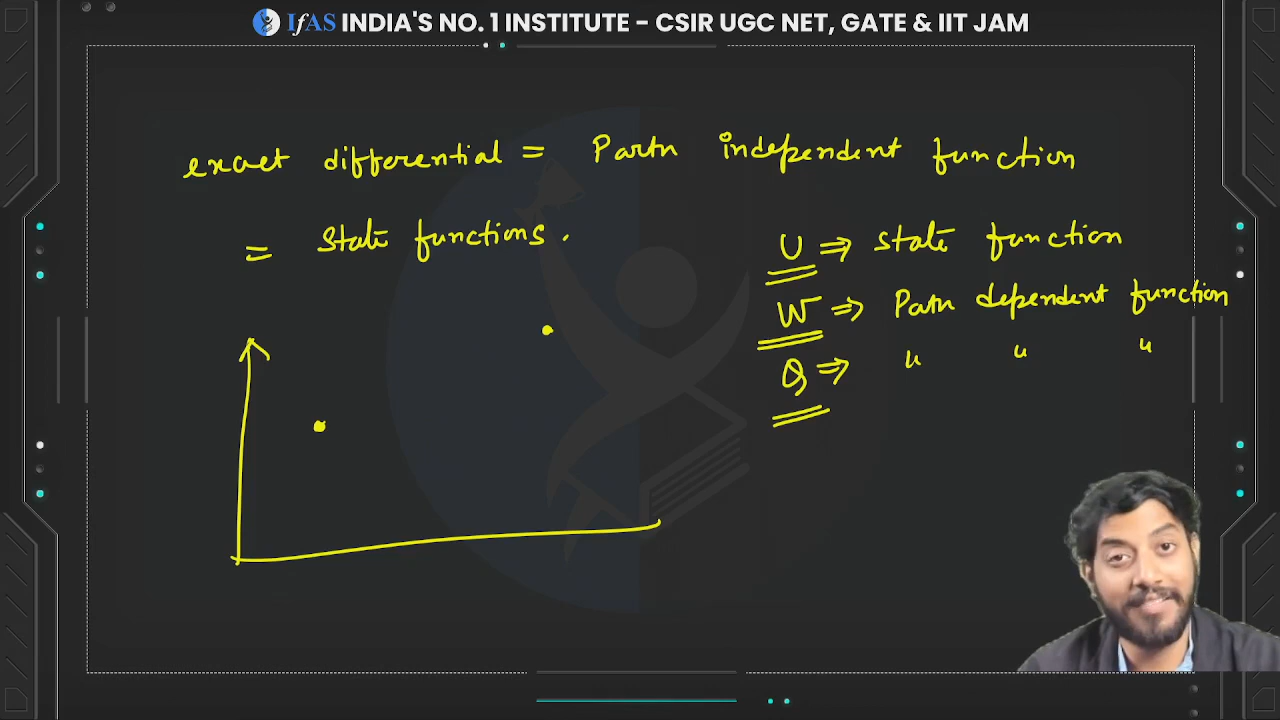 IfAS INDIA'S NO. 1 INSTITUTE – CSIR UGC NET, GATE & IIT JAM
exact differential = Path independent function
= State functions.
U ⇒ state function
W ⇒ Path dependent function
Q ⇒ " " "